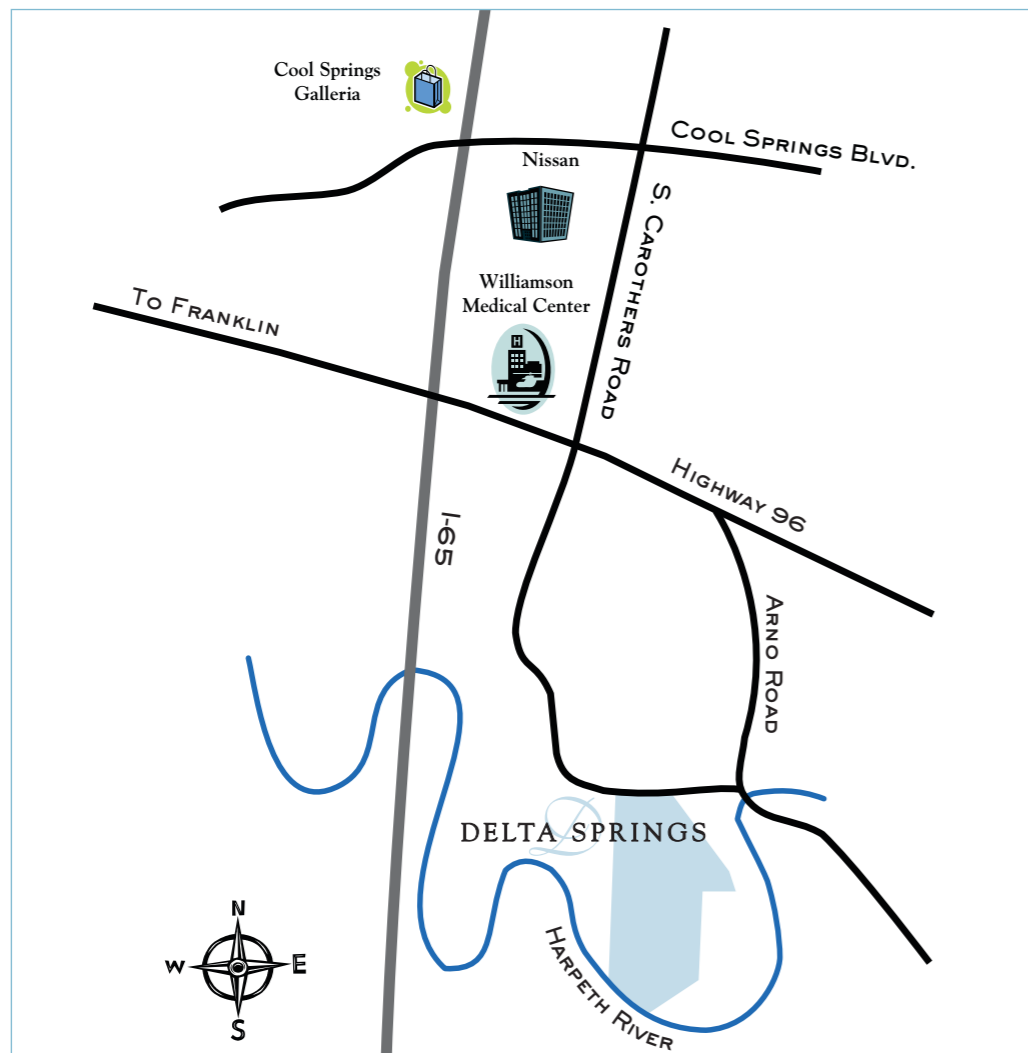 Cool Springs
Galleria
Cool Springs Blvd.
Nissan
S. Carothers Road
Williamson
Medical Center
H
To Franklin
Highway 96
I-65
Arno Road
D
DELTA SPRINGS
Harpeth River
N
W
E
S